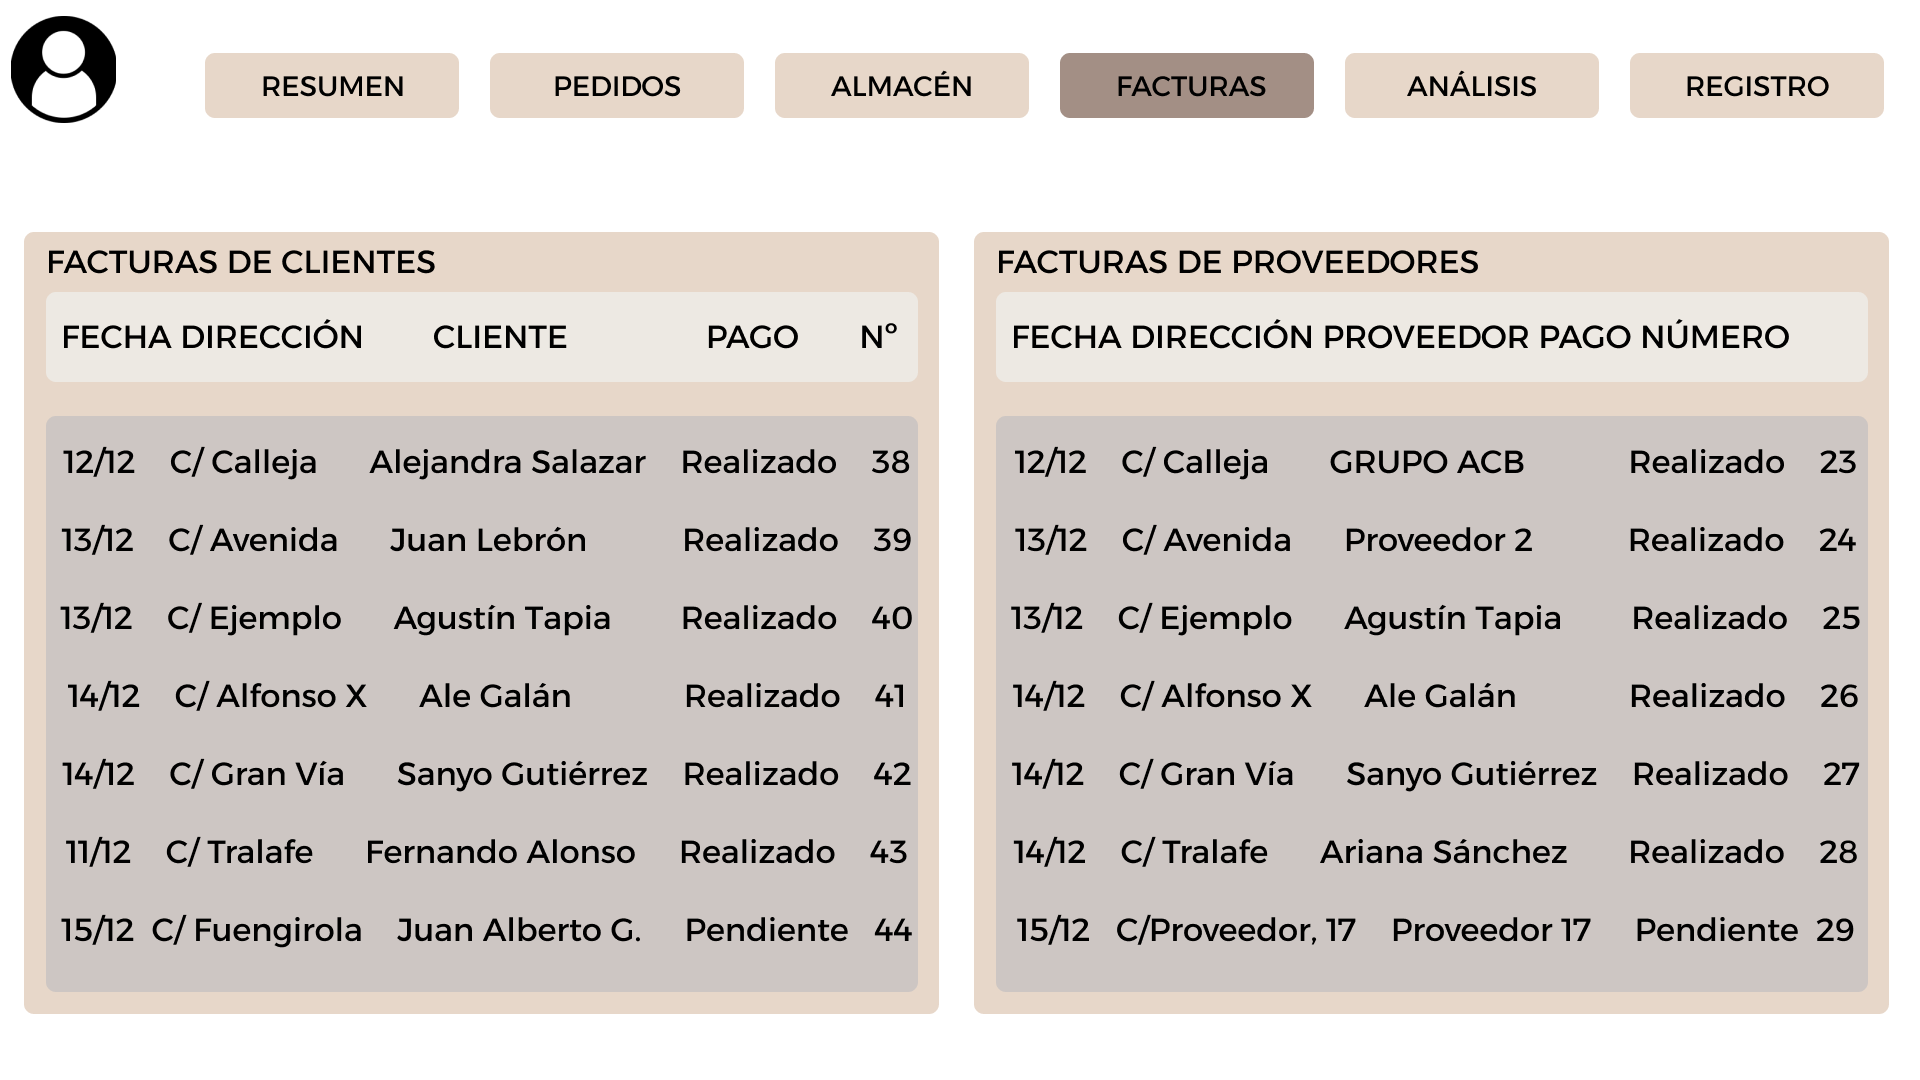 RESUMEN PEDIDOS ALMACÉN FACTURAS ANÁLISIS REGISTRO
FACTURAS DE CLIENTES
FECHA DIRECCIÓN CLIENTE PAGO Nº
12/12 C/ Calleja Alejandra Salazar Realizado 38
13/12 C/ Avenida Juan Lebrón Realizado 39
13/12 C/ Ejemplo Agustín Tapia Realizado 40
14/12 C/ Alfonso X Ale Galán Realizado 41
14/12 C/ Gran Vía Sanyo Gutiérrez Realizado 42
11/12 C/ Tralafe Fernando Alonso Realizado 43
15/12 C/ Fuengirola Juan Alberto G. Pendiente 44
FACTURAS DE PROVEEDORES
FECHA DIRECCIÓN PROVEEDOR PAGO NÚMERO
12/12 C/ Calleja GRUPO ACB Realizado 23
13/12 C/ Avenida Proveedor 2 Realizado 24
13/12 C/ Ejemplo Agustín Tapia Realizado 25
14/12 C/ Alfonso X Ale Galán Realizado 26
14/12 C/ Gran Vía Sanyo Gutiérrez Realizado 27
14/12 C/ Tralafe Ariana Sánchez Realizado 28
15/12 C/Proveedor, 17 Proveedor 17 Pendiente 29